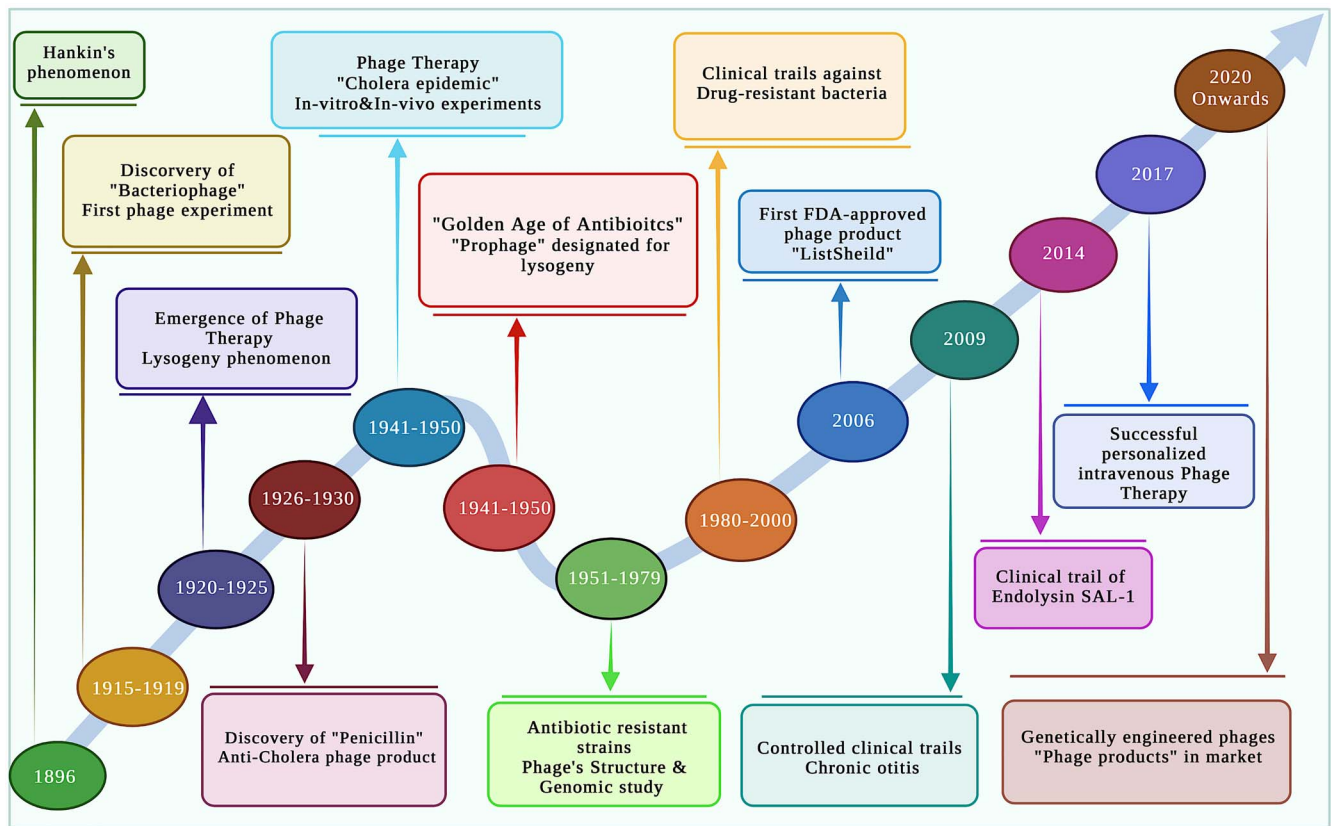 Hankin's
phenomenon
1896
Discorvery of
"Bacteriophage"
First phage experiment
1915-1919
Emergence of Phage
Therapy
Lysogeny phenomenon
1920-1925
1926-1930
Discovery of "Penicillin"
Anti-Cholera phage product
Phage Therapy
"Cholera epidemic"
In-vitro&In-vivo experiments
1941-1950
"Golden Age of Antibioitcs"
"Prophage" designated for
lysogeny
1941-1950
1951-1979
Antibiotic resistant
strains
Phage's Structure &
Genomic study
Clinical trails against
Drug-resistant bacteria
1980-2000
First FDA-approved
phage product
"ListSheild"
2006
2009
Controlled clinical trails
Chronic otitis
2014
Clinical trail of
Endolysin SAL-1
2017
Successful
personalized
intravenous Phage
Therapy
2020
Onwards
Genetically engineered phages
"Phage products" in market